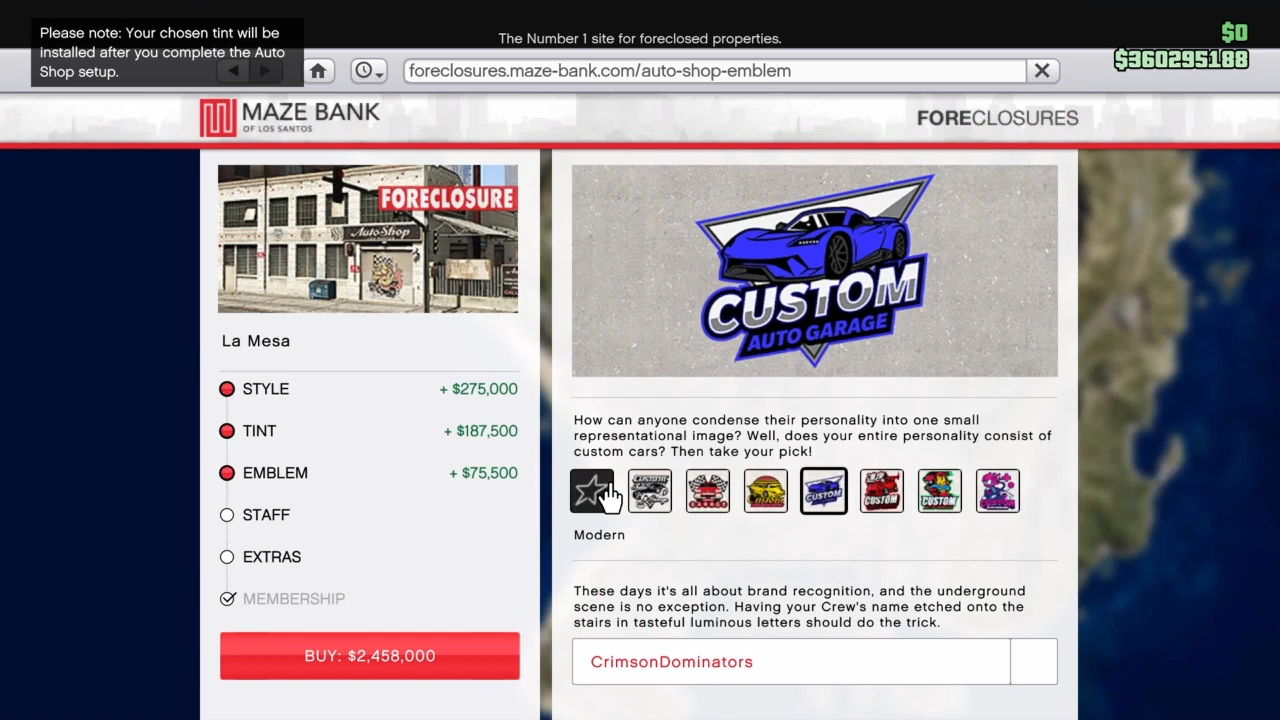 Please note: Your chosen tint will be
installed after you complete the Auto
Shop setup.
The Number 1 site for foreclosed properties.
$0
$360295188
foreclosures.maze-bank.com/auto-shop-emblem
MAZE BANK
OF LOS SANTOS
FORECLOSURES
FORECLOSURE
Auto Shop
La Mesa
STYLE + $275,000
TINT + $187,500
EMBLEM + $75,500
STAFF
EXTRAS
MEMBERSHIP
BUY: $2,458,000
CUSTOM
AUTO GARAGE
How can anyone condense their personality into one small
representational image? Well, does your entire personality consist of
custom cars? Then take your pick!
Modern
These days it's all about brand recognition, and the underground
scene is no exception. Having your Crew's name etched onto the
stairs in tasteful luminous letters should do the trick.
CrimsonDominators